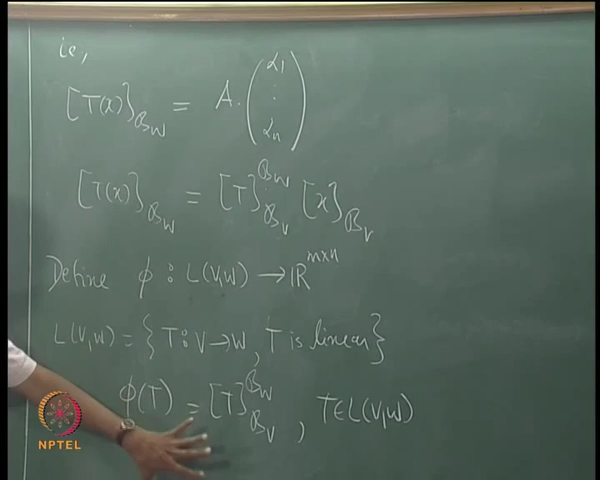 ie,
[T(x)]_{B_W} = A. (α1 : αn)
[T(x)]_{B_W} = [T]_{B_V}^{B_W} [x]_{B_V}
Define φ : L(V,W) → ℝ^{m×n}
L(V,W) = { T : V → W, T is linear }
φ(T) = [T]_{B_V}^{B_W}, T ∈ L(V,W)
NPTEL